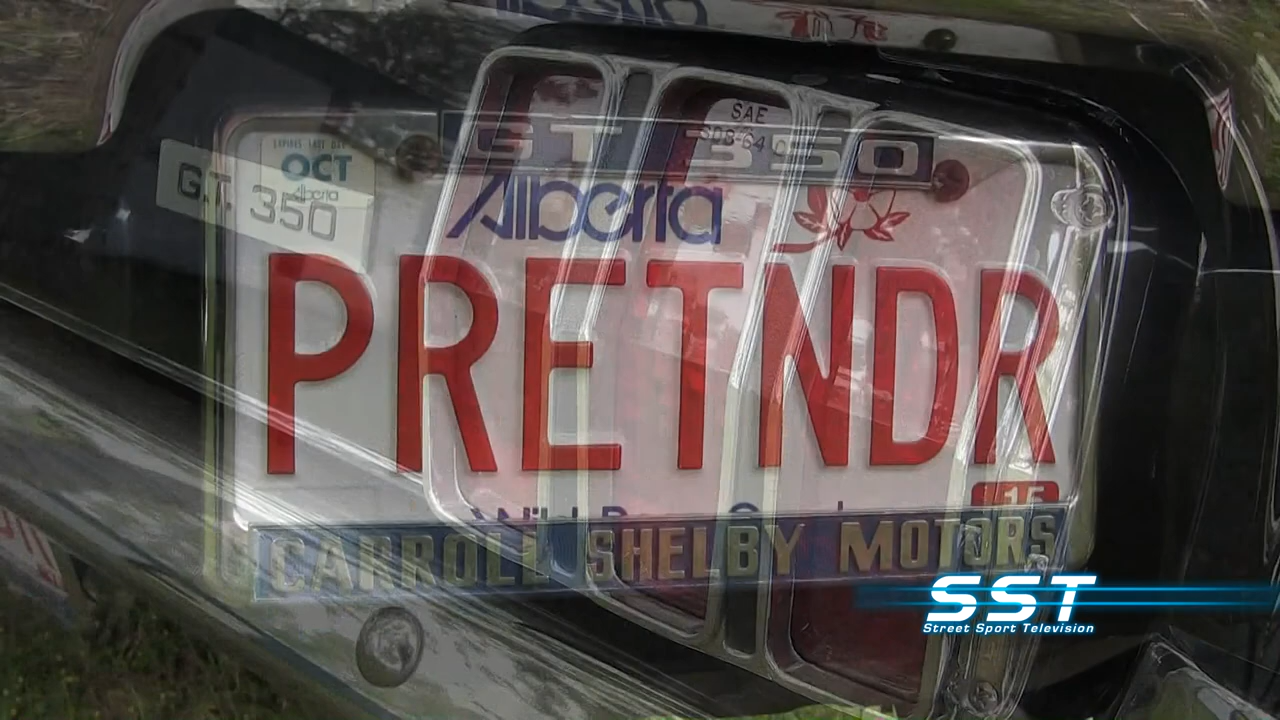 Alberta
SAE
GT 350
EXPIRES LAST DAY
OCT
Alberta
G.T. 350
Alberta
PRETNDR
15
CARROLL SHELBY MOTORS
SST
Street Sport Television